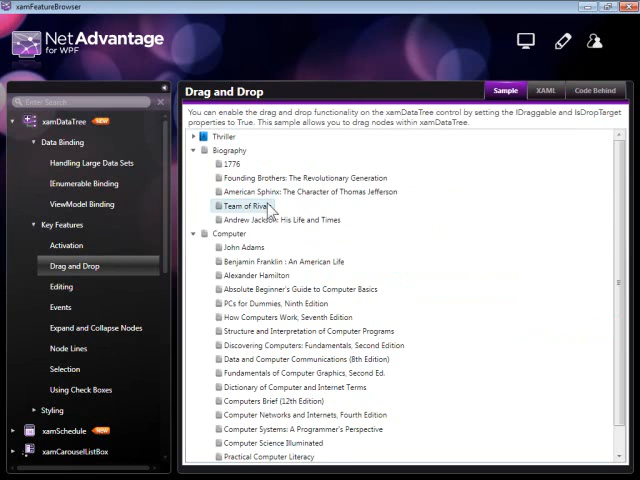 xamFeatureBrowser
NetAdvantage
for WPF
Enter Search
xamDataTree NEW
Data Binding
Handling Large Data Sets
IEnumerable Binding
ViewModel Binding
Key Features
Activation
Drag and Drop
Editing
Events
Expand and Collapse Nodes
Node Lines
Selection
Using Check Boxes
Styling
xamSchedule NEW
xamCarouselListBox
Drag and Drop
Sample
XAML
Code Behind
You can enable the drag and drop functionality on the xamDataTree control by setting the IDraggable and IsDropTarget
properties to True. This sample allows you to drag nodes within xamDataTree.
Thriller
Biography
1776
Founding Brothers: The Revolutionary Generation
American Sphinx: The Character of Thomas Jefferson
Team of Rivals
Andrew Jackson: His Life and Times
Computer
John Adams
Benjamin Franklin : An American Life
Alexander Hamilton
Absolute Beginner's Guide to Computer Basics
PCs for Dummies, Ninth Edition
How Computers Work, Seventh Edition
Structure and Interpretation of Computer Programs
Discovering Computers: Fundamentals, Second Edition
Data and Computer Communications (8th Edition)
Fundamentals of Computer Graphics, Second Ed.
Dictionary of Computer and Internet Terms
Computers Brief (12th Edition)
Computer Networks and Internets, Fourth Edition
Computer Systems: A Programmer's Perspective
Computer Science Illuminated
Practical Computer Literacy